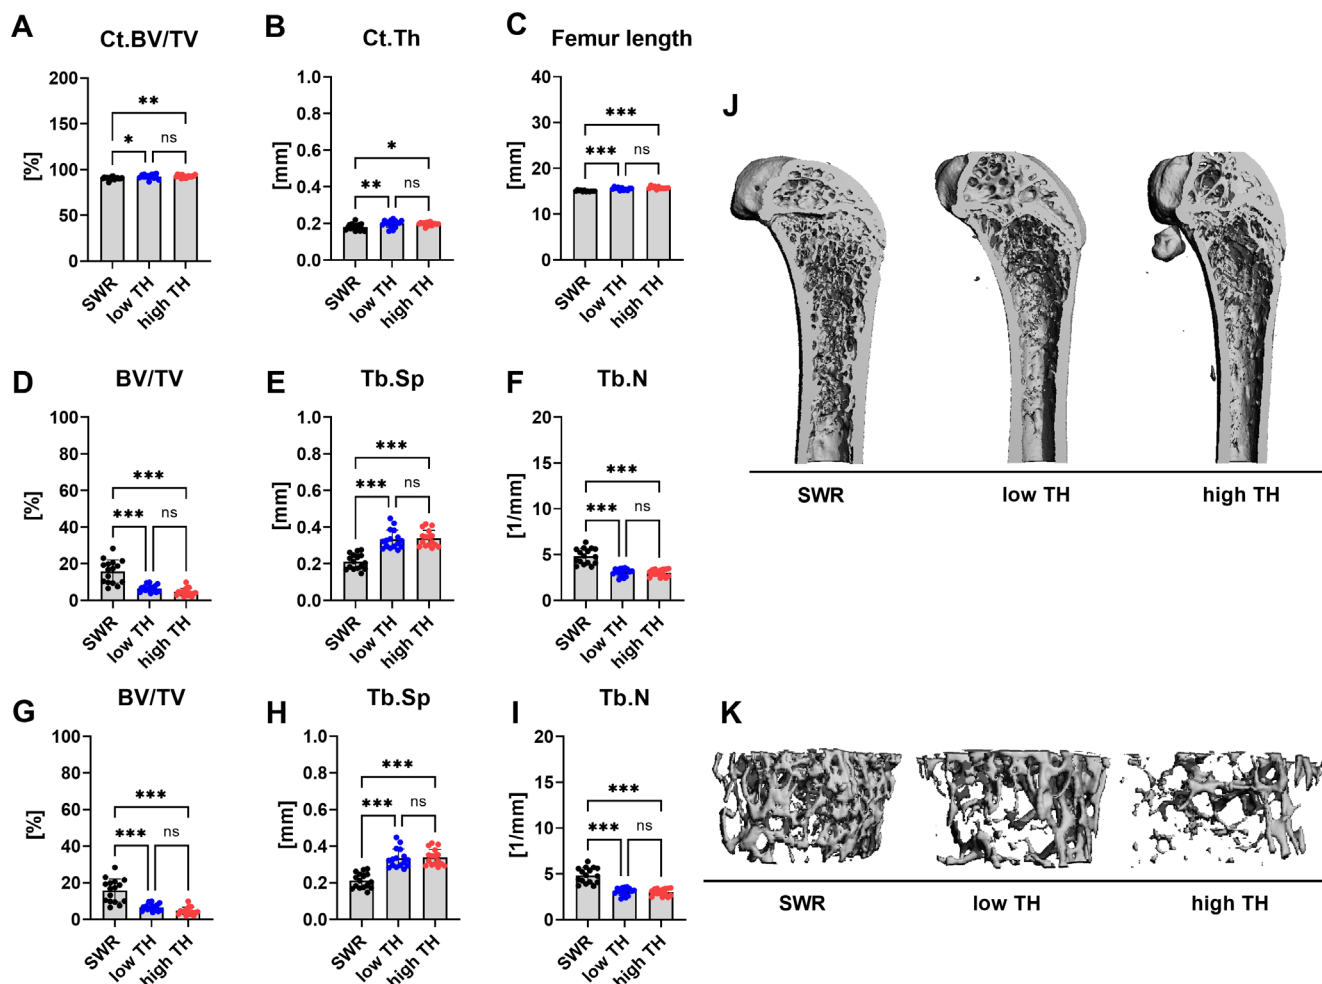 A
Ct.BV/TV
[%]
200
150
100
50
0
**
*
ns
SWR
low TH
high TH
B
Ct.Th
[mm]
1.0
0.8
0.6
0.4
0.2
0.0
*
**
ns
SWR
low TH
high TH
C
Femur length
[mm]
40
30
20
10
0
***
***
ns
SWR
low TH
high TH
J
SWR
low TH
high TH
D
BV/TV
[%]
100
80
60
40
20
0
***
***
ns
SWR
low TH
high TH
E
Tb.Sp
[mm]
1.0
0.8
0.6
0.4
0.2
0.0
***
***
ns
SWR
low TH
high TH
F
Tb.N
[1/mm]
20
15
10
5
0
***
***
ns
SWR
low TH
high TH
G
BV/TV
[%]
100
80
60
40
20
0
***
***
ns
SWR
low TH
high TH
H
Tb.Sp
[mm]
1.0
0.8
0.6
0.4
0.2
0.0
***
***
ns
SWR
low TH
high TH
I
Tb.N
[1/mm]
20
15
10
5
0
***
***
ns
SWR
low TH
high TH
K
SWR
low TH
high TH